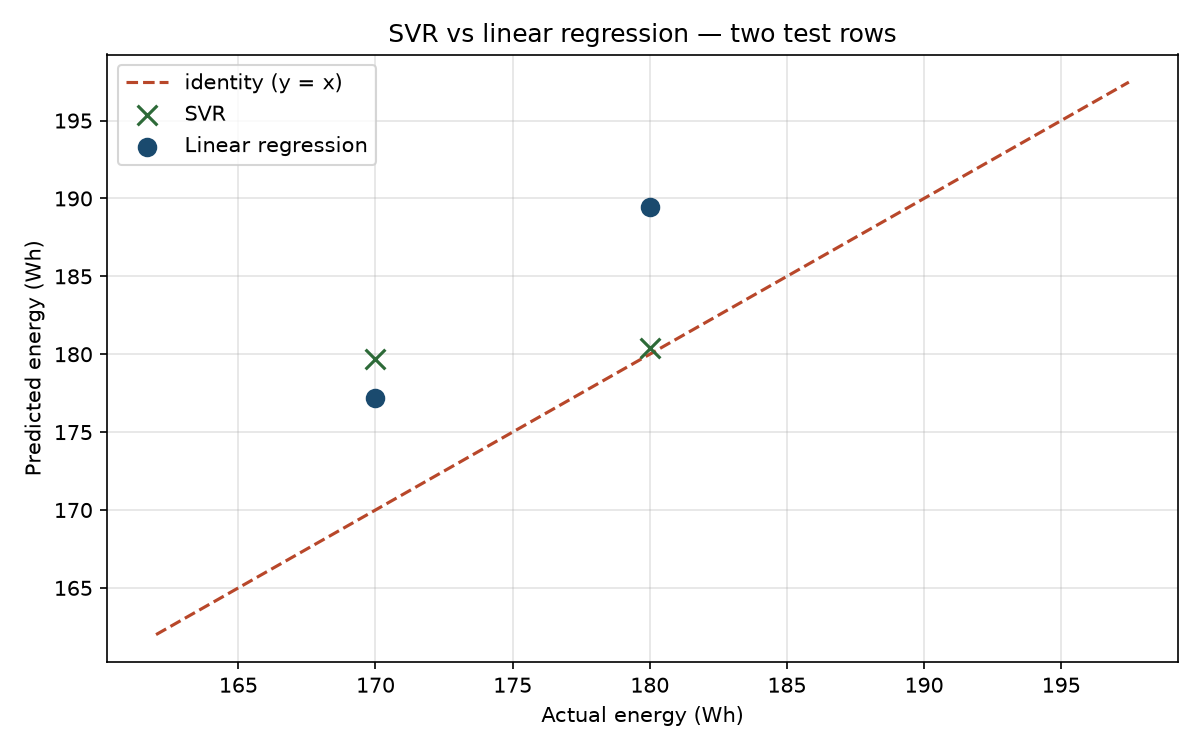 SVR vs linear regression — two test rows
identity (y = x)
SVR
Linear regression
Predicted energy (Wh)
195
190
185
180
175
170
165
165 170 175 180 185 190 195
Actual energy (Wh)